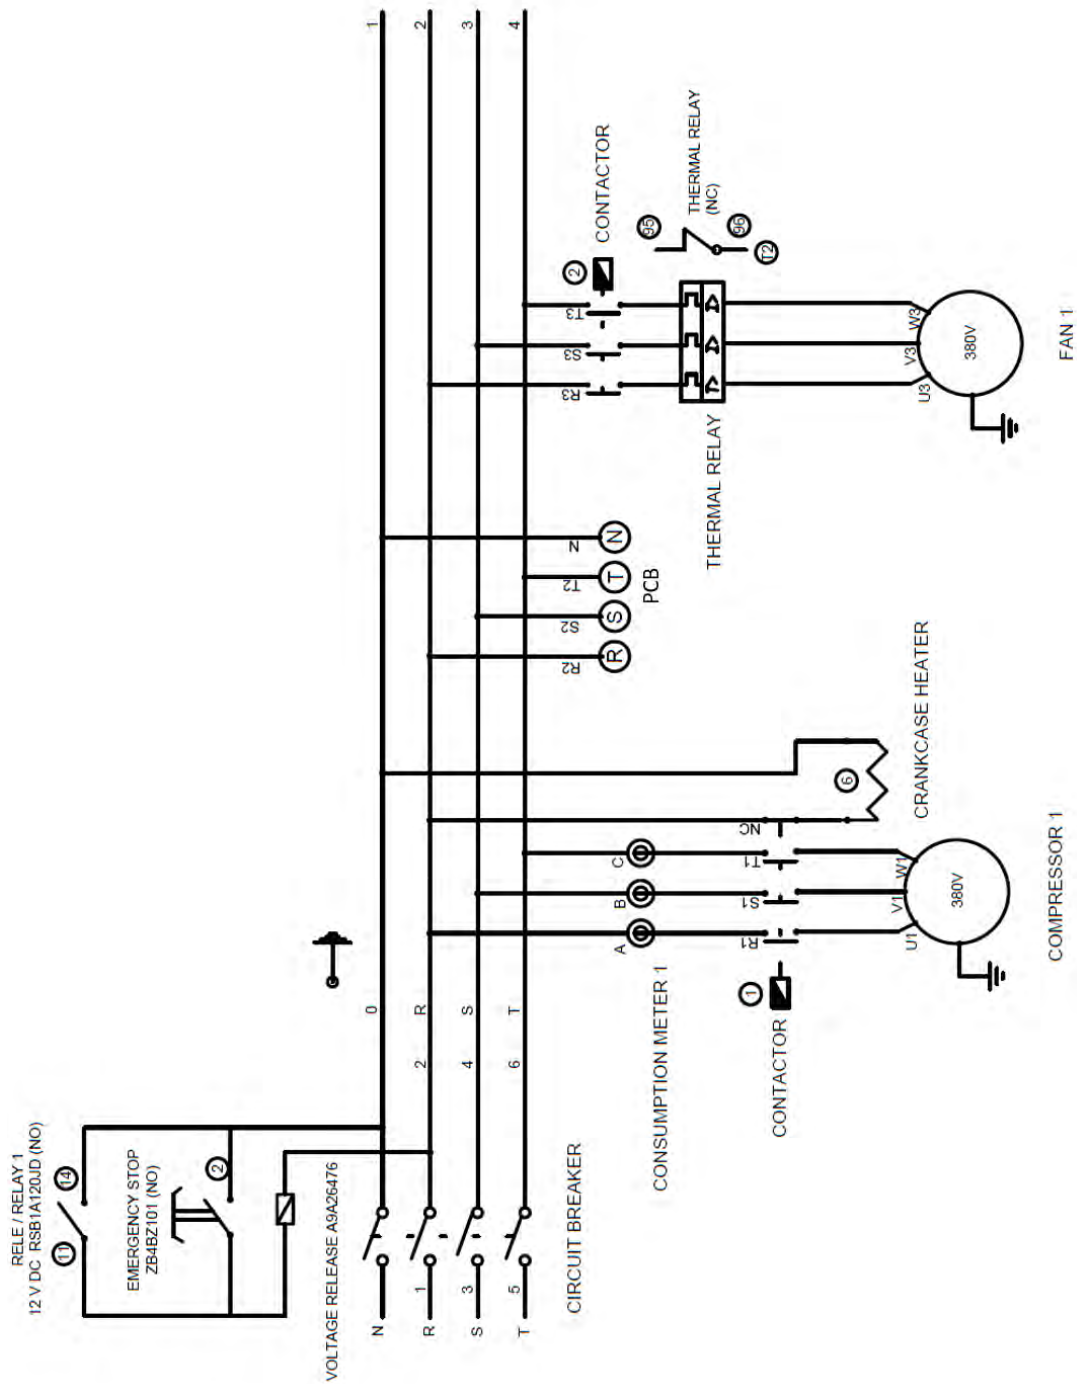 RELE / RELAY 1
12 V DC RSB1A120JD (NO)
11
14
EMERGENCY STOP
ZB4BZ101 (NO)
2
VOLTAGE RELEASE A9A26476
N
R
S
T
1
3
5
CIRCUIT BREAKER
2
4
6
0
R
S
T
1
2
3
4
CONSUMPTION METER 1
A
B
C
1
CONTACTOR
R1
S1
T1
NC
U1
V1
W1
380V
COMPRESSOR 1
6
CRANKCASE HEATER
R2
S2
T2
N
R
S
T
N
PCB
R3
S3
T3
2
CONTACTOR
THERMAL RELAY
95
96
T2
THERMAL RELAY
(NC)
U3
V3
W3
380V
FAN 1